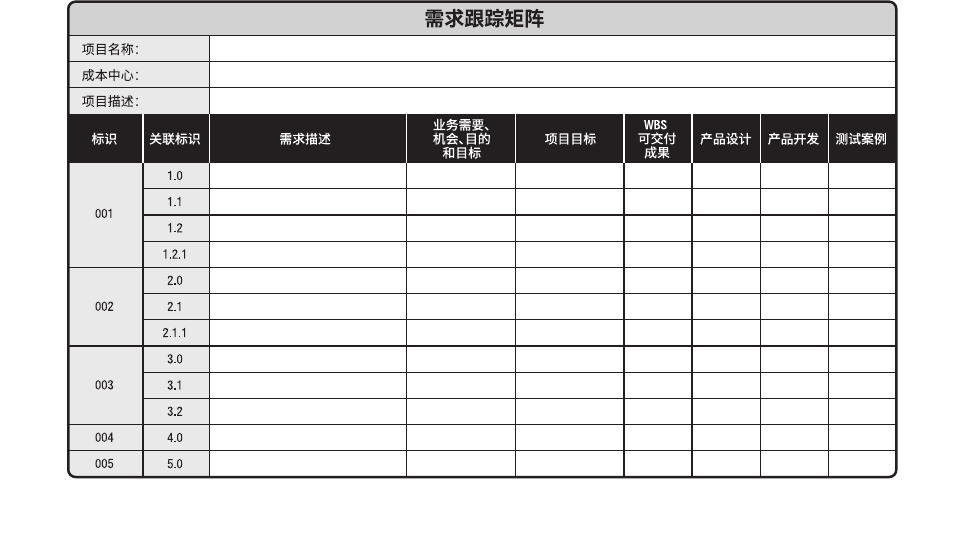 需求跟踪矩阵
项目名称：
成本中心：
项目描述：
标识 关联标识 需求描述 业务需要、机会、目的和目标 项目目标 WBS可交付成果 产品设计 产品开发 测试案例
001 1.0
1.1
1.2
1.2.1
002 2.0
2.1
2.1.1
003 3.0
3.1
3.2
004 4.0
005 5.0